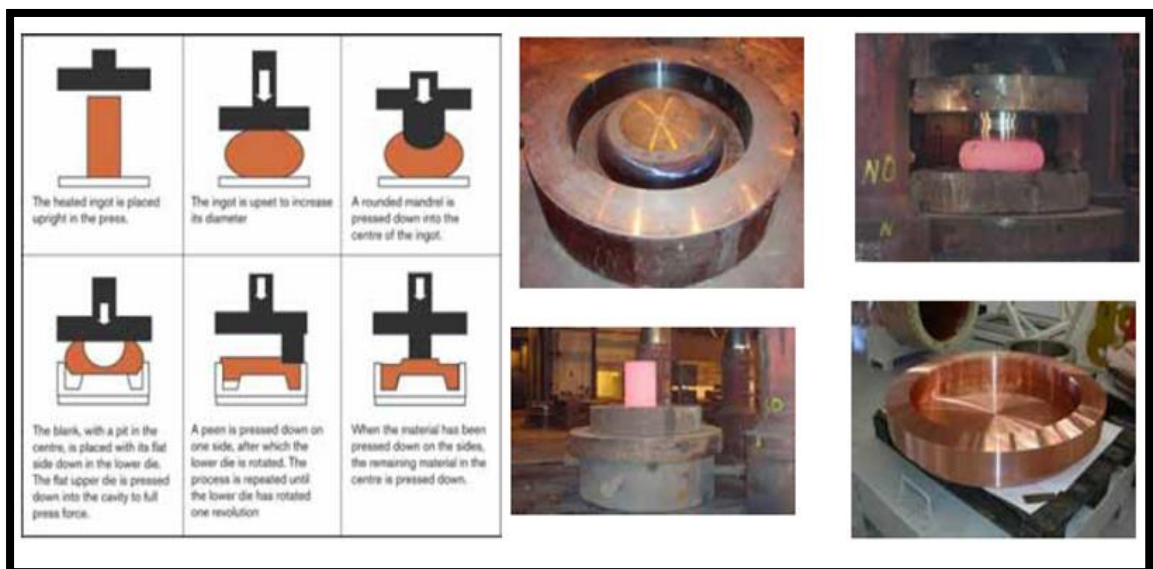 The heated ingot is placed
upright in the press.
The ingot is upset to increase
its diameter
A rounded mandrel is
pressed down into the
centre of the ingot.
The blank, with a pit in the
centre, is placed with its flat
side down in the lower die.
The flat upper die is pressed
down into the cavity to full
press force.
A peen is pressed down on
one side, after which the
lower die is rotated. The
process is repeated until
the lower die has rotated
one revolution
When the material has been
pressed down on the sides,
the remaining material in the
centre is pressed down.
NO
N